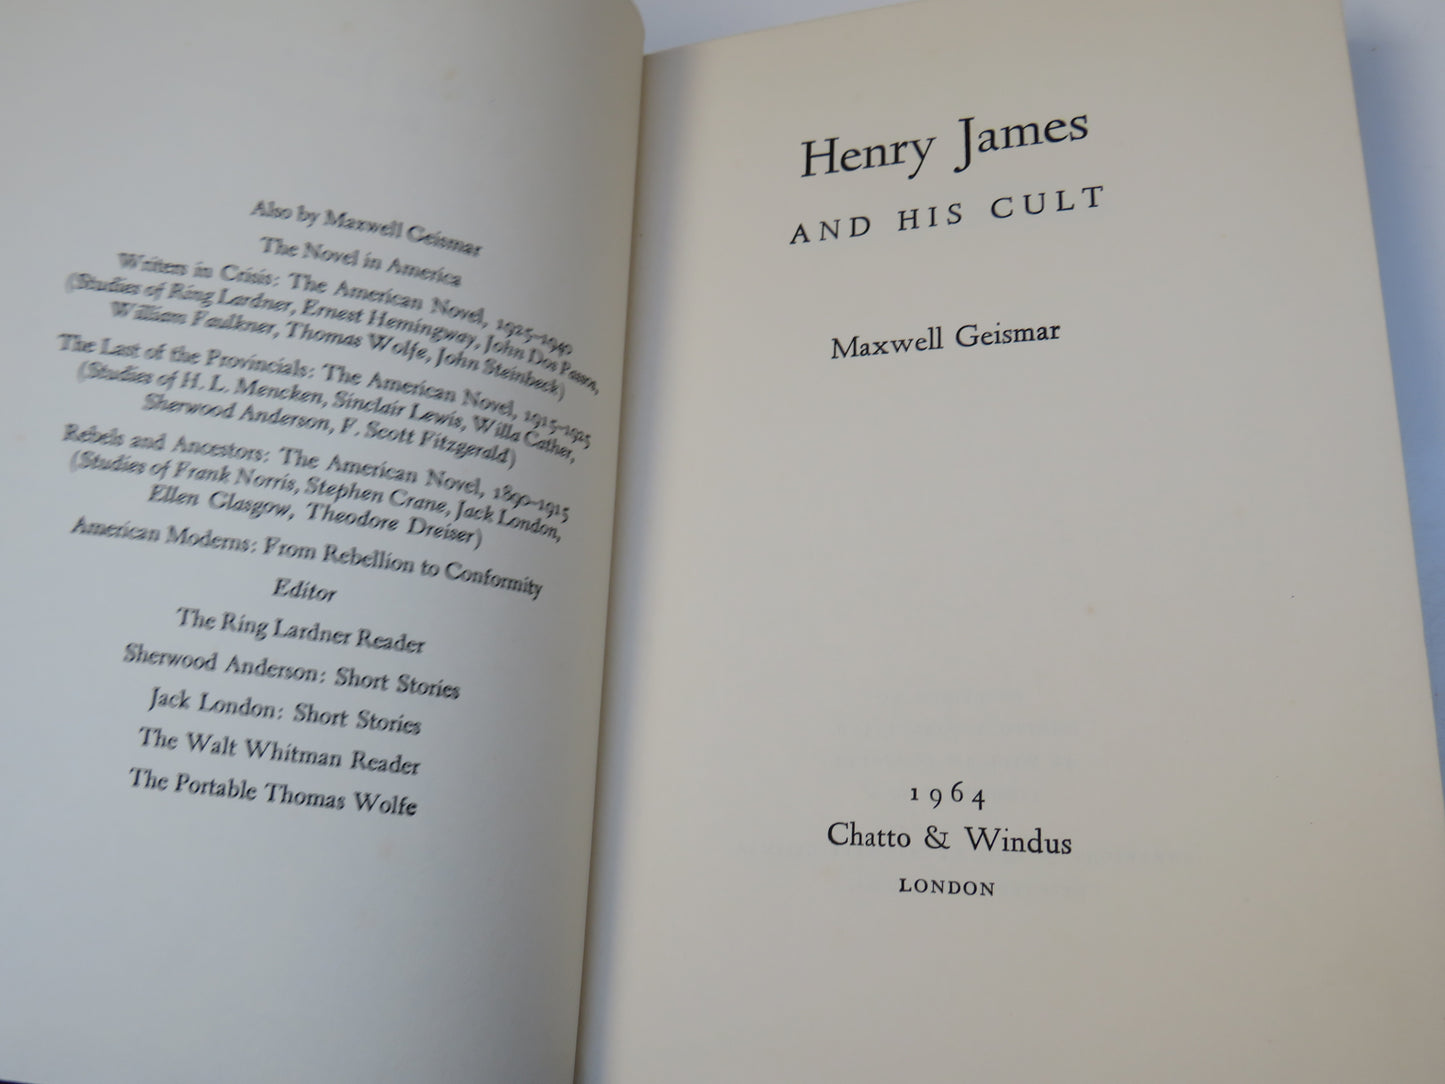 Also by Maxwell Geismar
The Novel in America
Writers in Crisis: The American Novel, 1925–1940
(Studies of Ring Lardner, Ernest Hemingway, John Dos Passos,
William Faulkner, Thomas Wolfe, John Steinbeck)
The Last of the Provincials: The American Novel, 1915–1925
(Studies of H. L. Mencken, Sinclair Lewis, Willa Cather,
Sherwood Anderson, F. Scott Fitzgerald)
Rebels and Ancestors: The American Novel, 1890–1915
(Studies of Frank Norris, Stephen Crane, Jack London,
Ellen Glasgow, Theodore Dreiser)
American Moderns: From Rebellion to Conformity
Editor
The Ring Lardner Reader
Sherwood Anderson: Short Stories
Jack London: Short Stories
The Walt Whitman Reader
The Portable Thomas Wolfe
Henry James
AND HIS CULT
Maxwell Geismar
1964
Chatto & Windus
LONDON